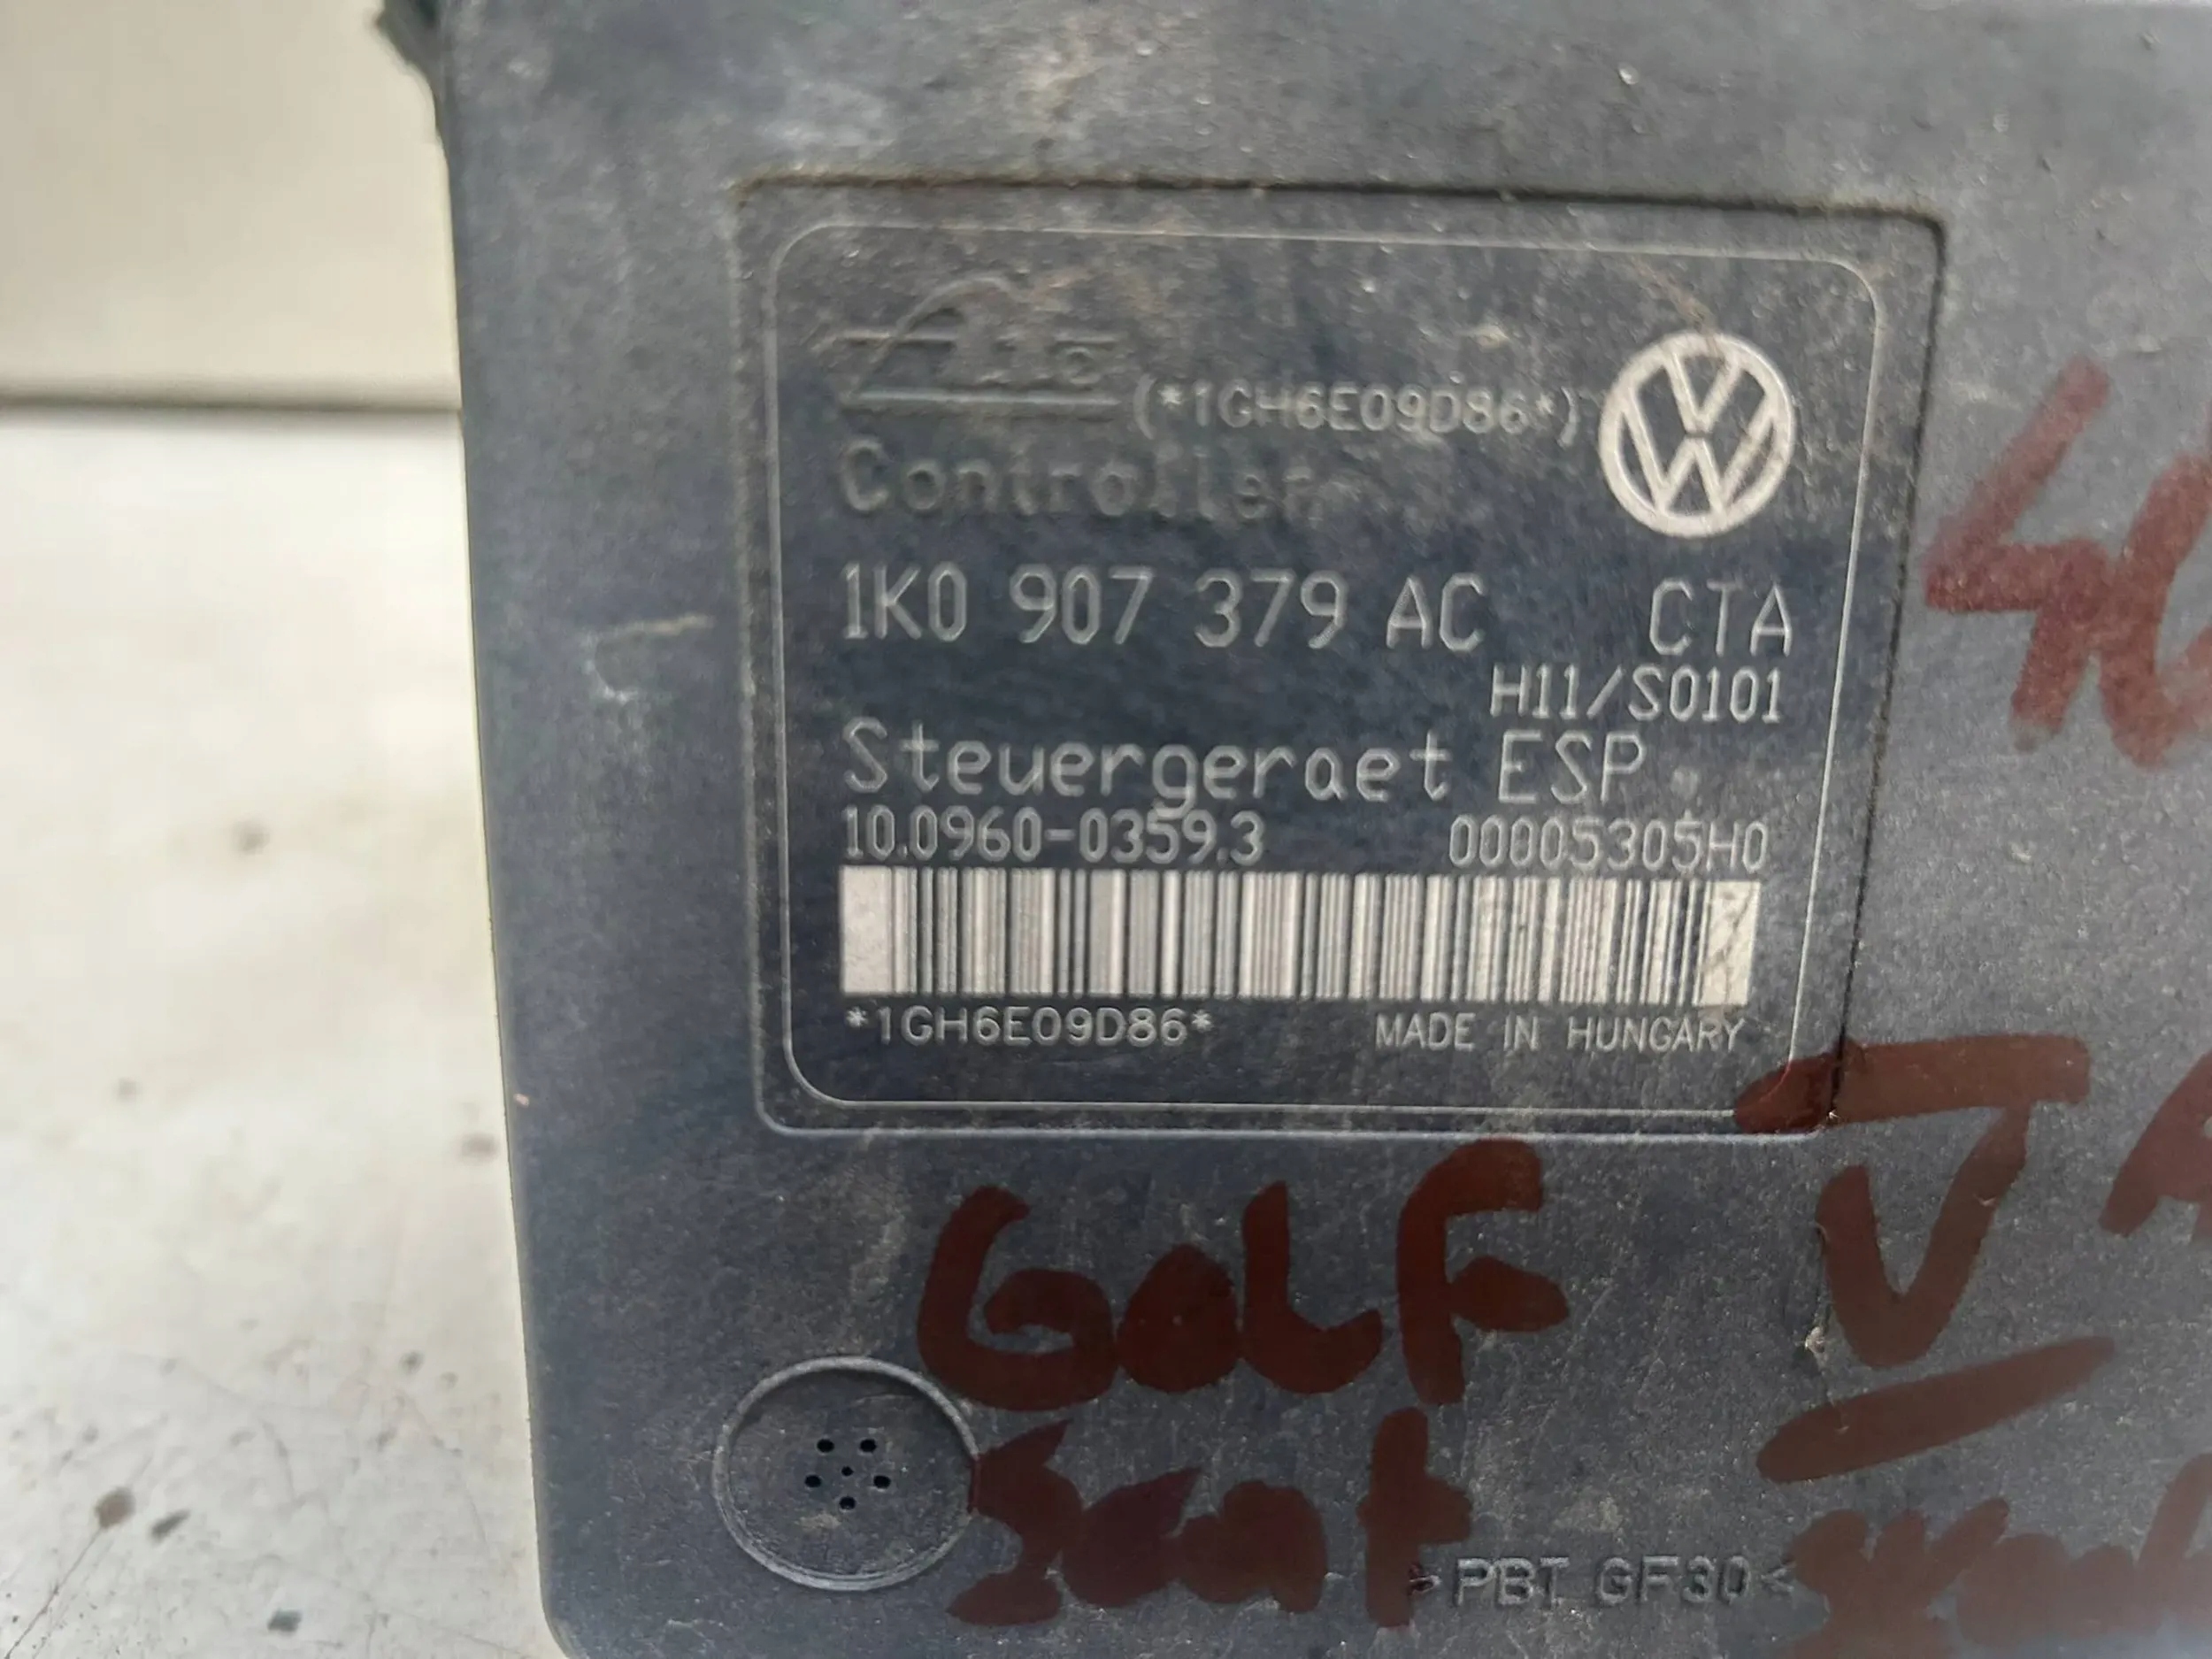 Ate
(*1GH6E09D86*)
Controller
1K0 907 379 AC CTA
H11/S0101
Steuergeraet ESP
10.0960-0359.3 00005305H0
*1GH6E09D86* MADE IN HUNGARY
GOLF V
Seat
>PBT GF30<